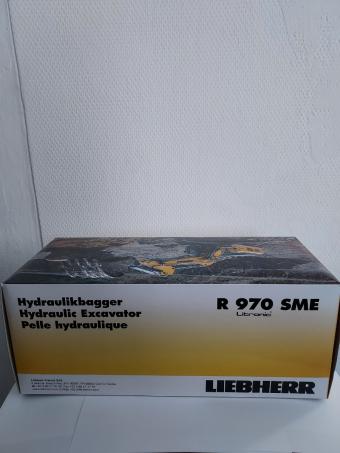 Hydraulikbagger
Hydraulic Excavator
Pelle hydraulique
R 970 SME
Litronic
LIEBHERR